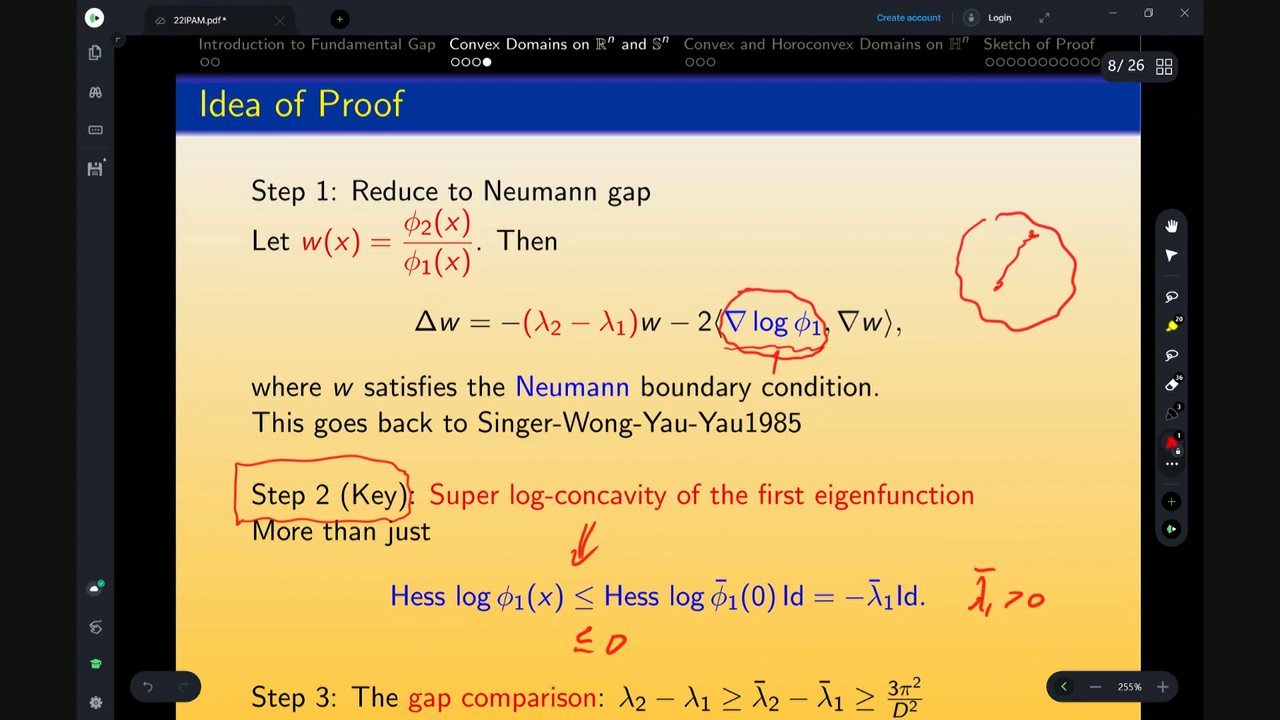 22IPAM.pdf*
Create account
Login
Introduction to Fundamental Gap
Convex Domains on ℝⁿ and 𝕊ⁿ
Convex and Horoconvex Domains on ℍⁿ
Sketch of Proof
8/26
Idea of Proof
Step 1: Reduce to Neumann gap
Let w(x) = ϕ₂(x)/ϕ₁(x). Then
Δw = −(λ₂ − λ₁)w − 2⟨∇ log ϕ₁, ∇w⟩,
where w satisfies the Neumann boundary condition.
This goes back to Singer-Wong-Yau-Yau1985
Step 2 (Key): Super log-concavity of the first eigenfunction
More than just
Hess log ϕ₁(x) ≤ Hess log ϕ̄₁(0) Id = −λ̄₁Id.
λ̄₁ > 0
≤ 0
Step 3: The gap comparison: λ₂ − λ₁ ≥ λ̄₂ − λ̄₁ ≥ 3π²/D²
20
36
3
1
255%